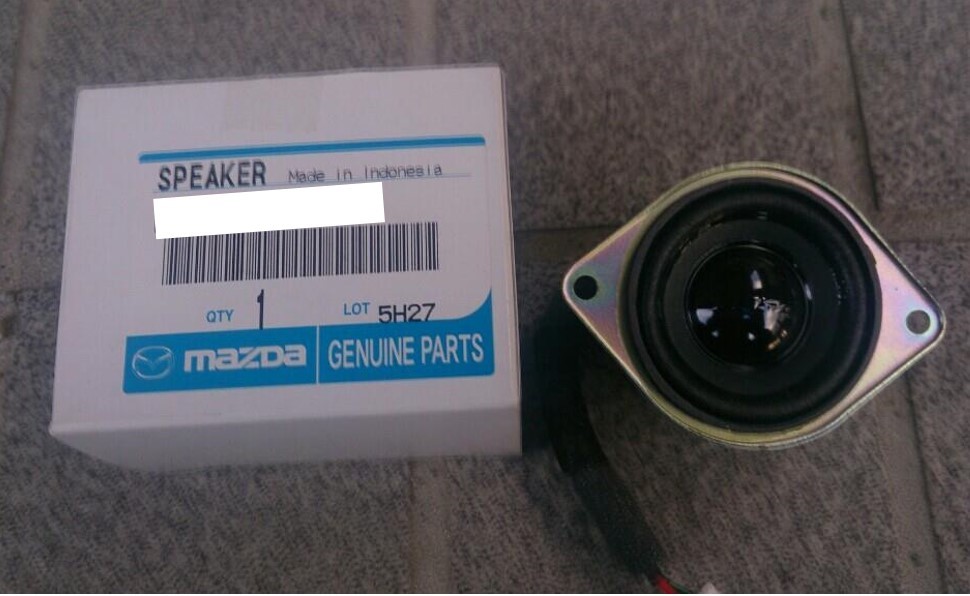 SPEAKER Made in Indonesia
QTY 1 LOT 5H27
mazda GENUINE PARTS